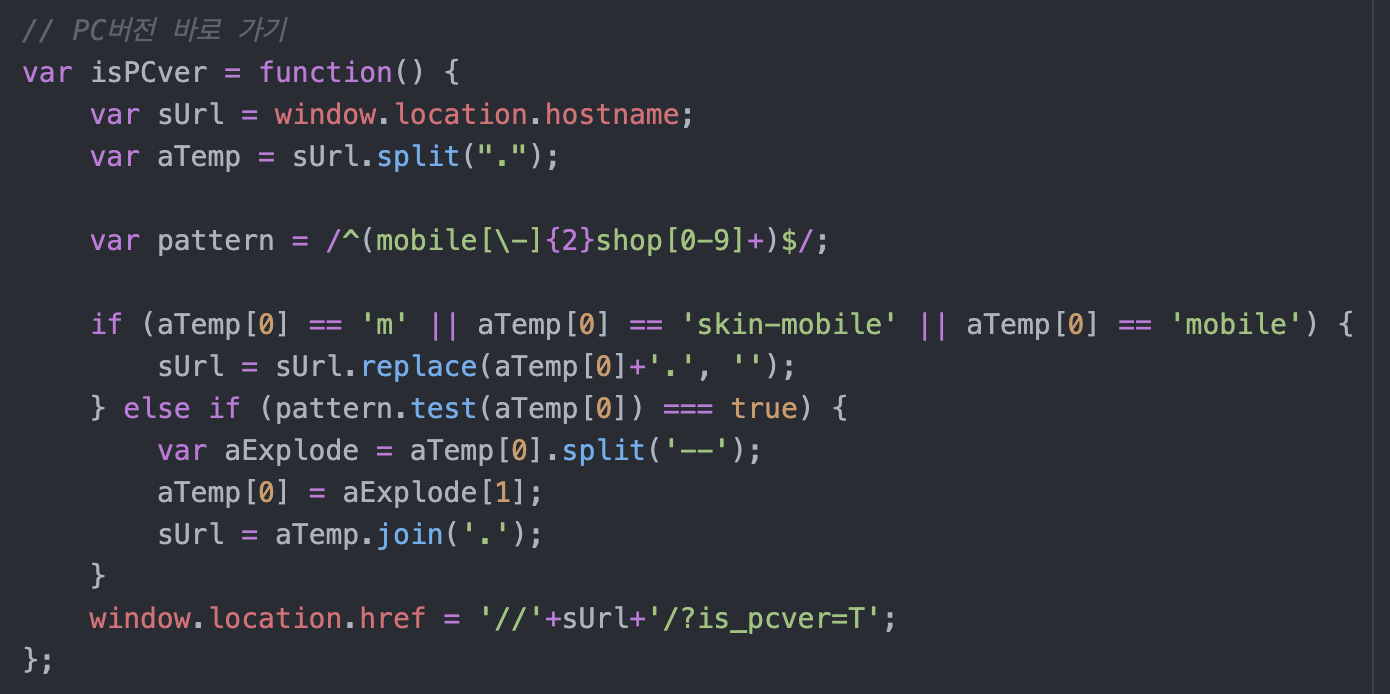 // PC버전 바로 가기
var isPCver = function() {
    var sUrl = window.location.hostname;
    var aTemp = sUrl.split(".");

    var pattern = /^(mobile[\-]{2}shop[0-9]+)$/;

    if (aTemp[0] == 'm' || aTemp[0] == 'skin-mobile' || aTemp[0] == 'mobile') {
        sUrl = sUrl.replace(aTemp[0]+'.', '');
    } else if (pattern.test(aTemp[0]) === true) {
        var aExplode = aTemp[0].split('--');
        aTemp[0] = aExplode[1];
        sUrl = aTemp.join('.');
    }
    window.location.href = '//'+sUrl+'/?is_pcver=T';
};